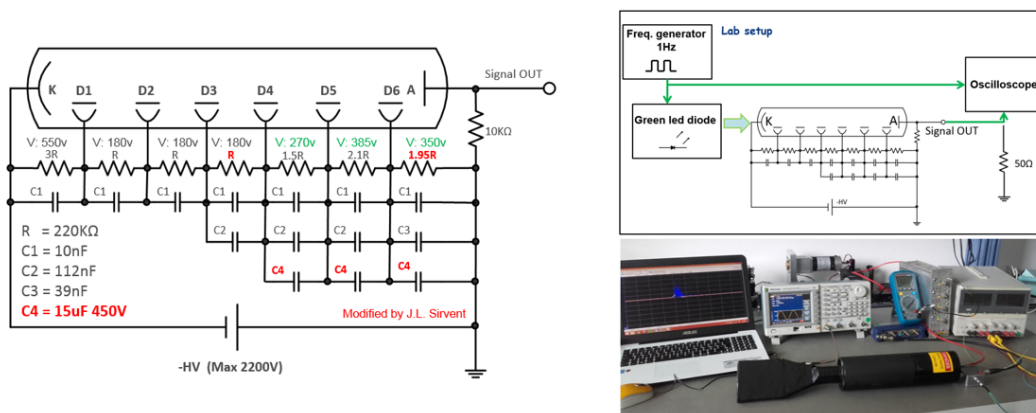 Signal OUT
K
D1
D2
D3
D4
D5
D6
A
10KΩ
V: 550v
V: 180v
V: 180v
V: 180v
V: 270v
V: 385v
V: 350v
3R
R
R
R
1.5R
2.1R
1.95R
C1
C1
C1
C1
C1
C1
C1
C2
C2
C2
C3
C4
C4
C4
R = 220KΩ
C1 = 10nF
C2 = 112nF
C3 = 39nF
C4 = 15uF 450V
Modified by J.L. Sirvent
-HV (Max 2200V)
Freq. generator
1Hz
Lab setup
Oscilloscope
Green led diode
K
A
Signal OUT
50Ω
-HV